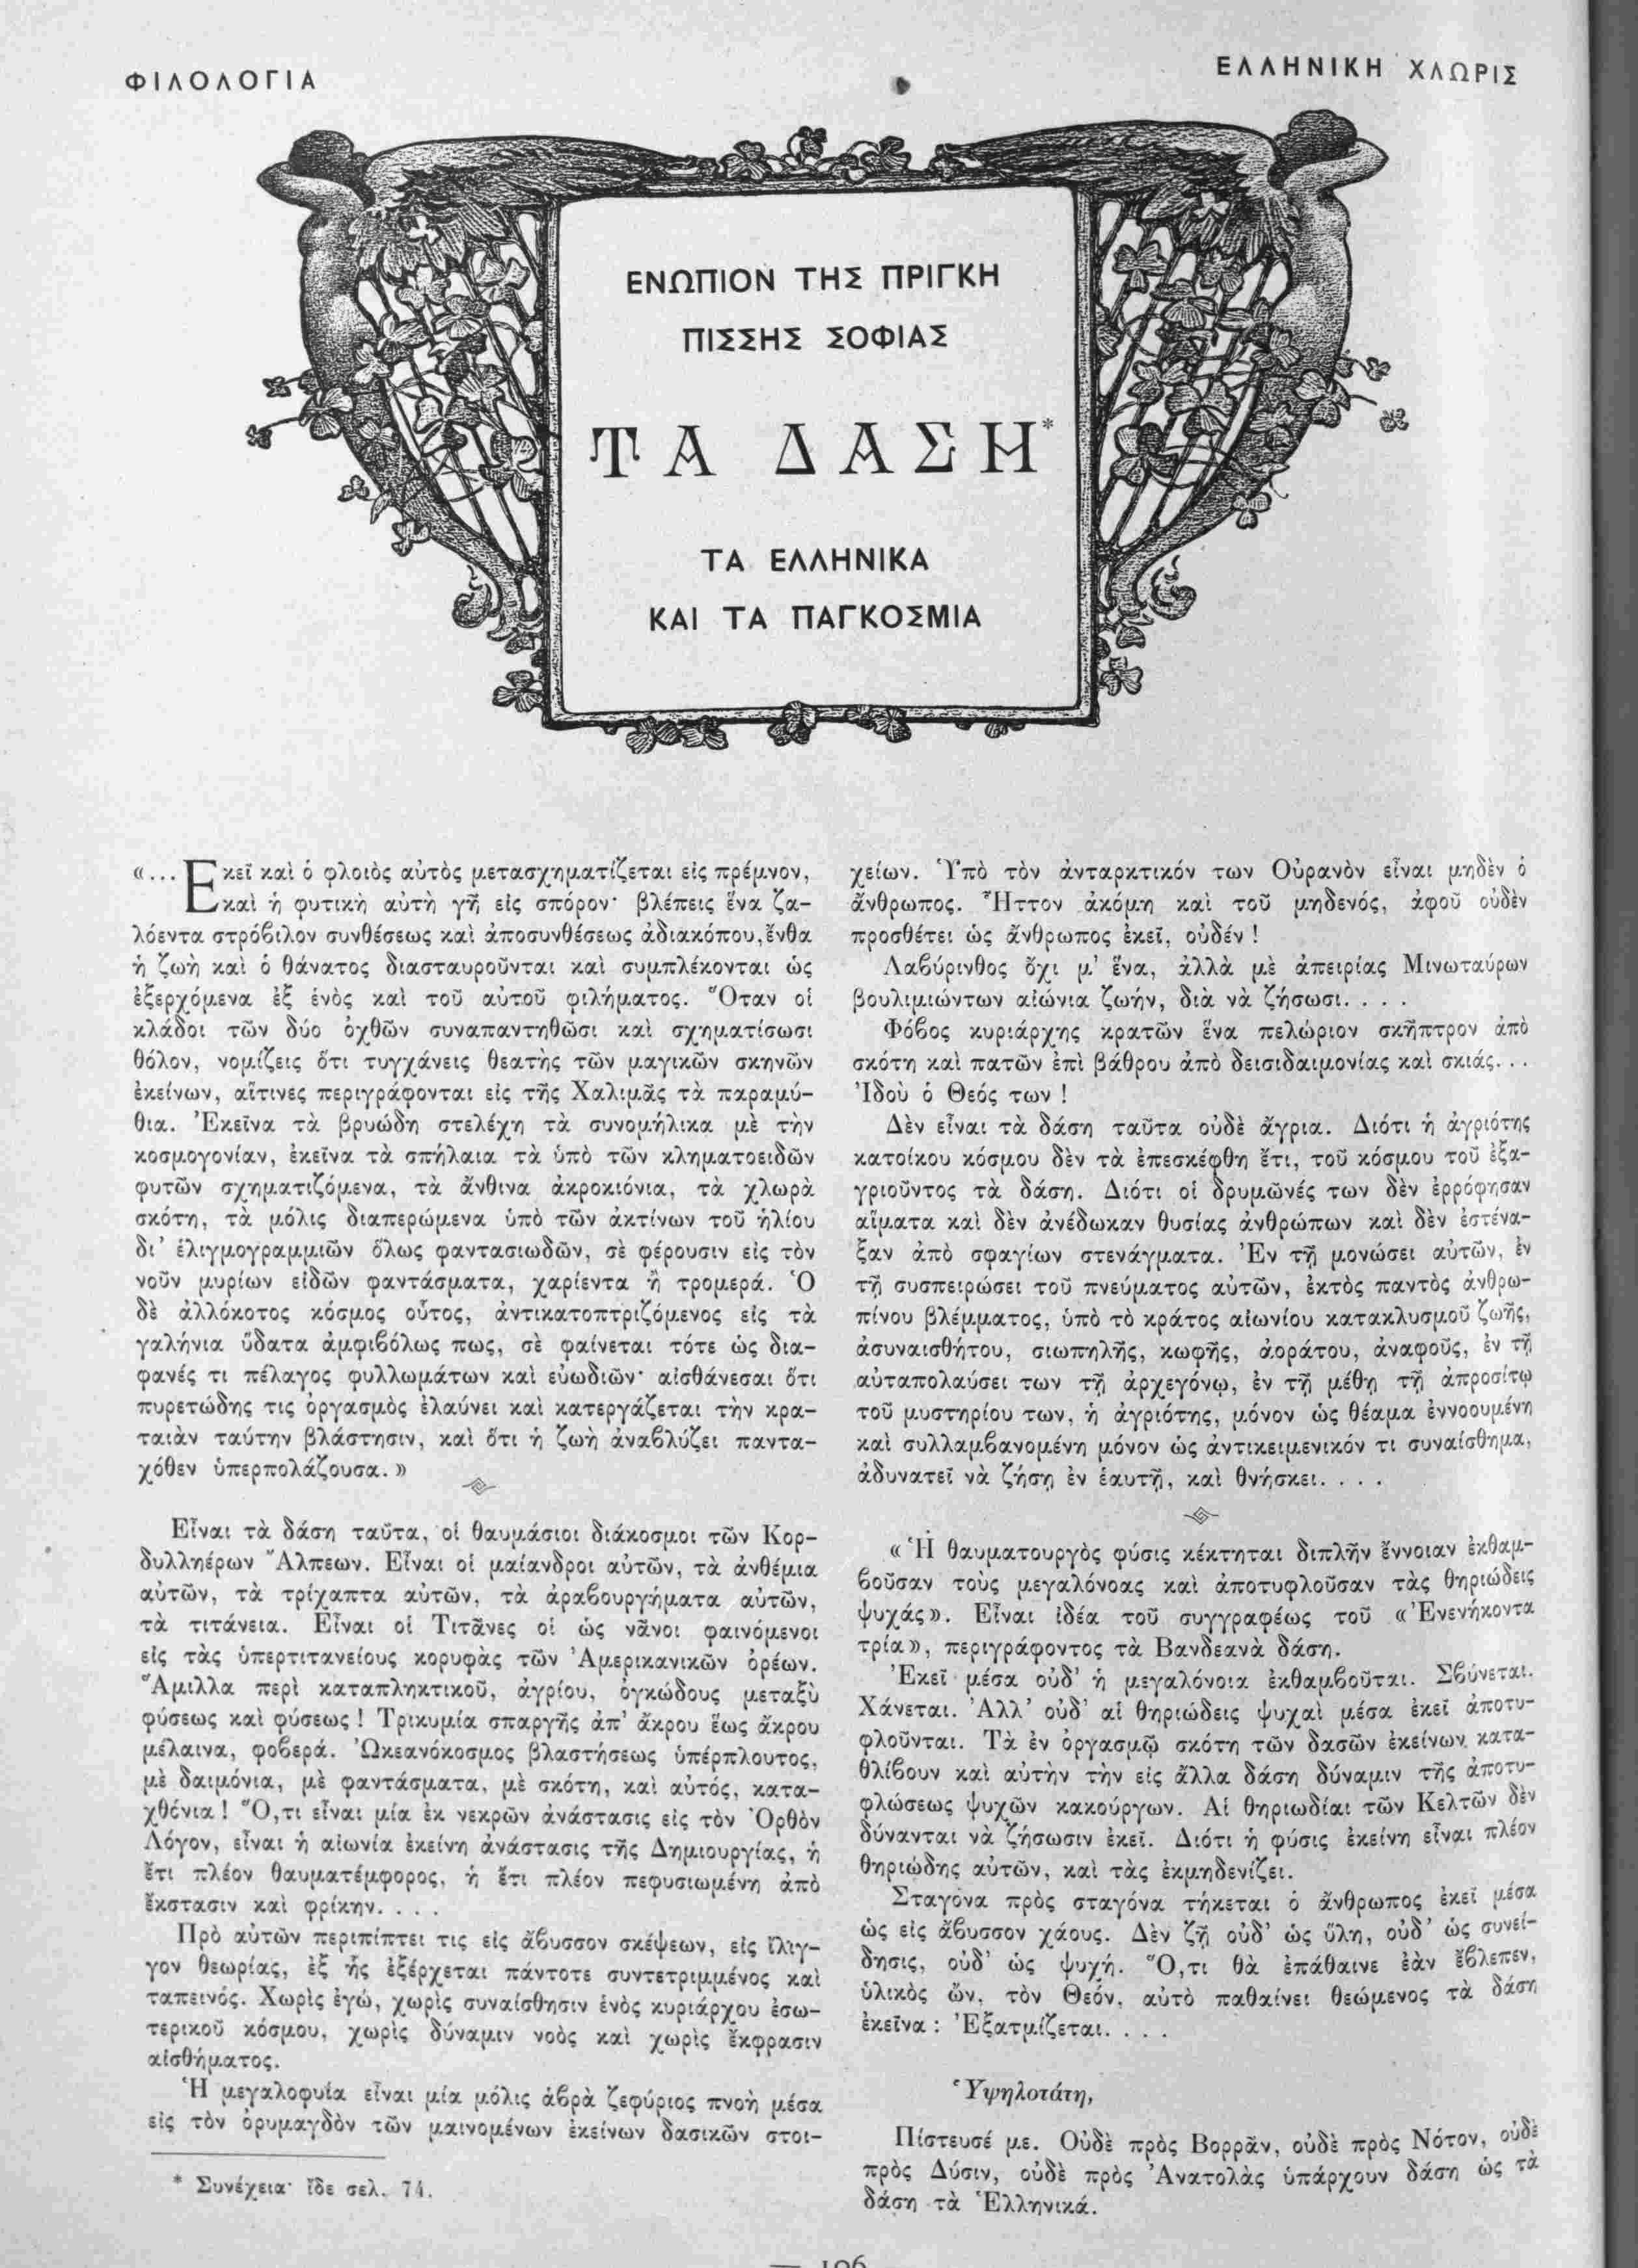 ΦΙΛΟΛΟΓΙΑ
ΕΛΛΗΝΙΚΗ ΧΛΩΡΙΣ
ΕΝΩΠΙΟΝ ΤΗΣ ΠΡΙΓΚΗ
ΠΙΣΣΗΣ ΣΟΦΙΑΣ
ΤΑ ΔΑΣΗ*
ΤΑ ΕΛΛΗΝΙΚΑ
ΚΑΙ ΤΑ ΠΑΓΚΟΣΜΙΑ
«... Ἐκεῖ καὶ ὁ φλοιὸς αὐτὸς μετασχηματίζεται εἰς πρέμνον,
καὶ ἡ φυτικὴ αὐτὴ γῆ εἰς σπόρον· βλέπεις ἕνα ζα-
λόεντα στρόβιλον συνθέσεως καὶ ἀποσυνθέσεως ἀδιακόπου, ἔνθα
ἡ ζωὴ καὶ ὁ θάνατος διασταυροῦνται καὶ συμπλέκονται ὡς
ἐξερχόμενα ἐξ ἑνὸς καὶ τοῦ αὐτοῦ φιλήματος. Ὅταν οἱ
κλάδοι τῶν δύο ὀχθῶν συναπαντηθῶσι καὶ σχηματίσωσι
θόλον, νομίζεις ὅτι τυγχάνεις θεατὴς τῶν μαγικῶν σκηνῶν
ἐκείνων, αἵτινες περιγράφονται εἰς τῆς Χαλιμᾶς τὰ παραμύ-
θια. Ἐκεῖνα τὰ βρυώδη στελέχη τὰ συνομήλικα μὲ τὴν
κοσμογονίαν, ἐκεῖνα τὰ σπήλαια τὰ ὑπὸ τῶν κληματοειδῶν
φυτῶν σχηματιζόμενα, τὰ ἄνθινα ἀκροκιόνια, τὰ χλωρὰ
σκότη, τὰ μόλις διαπερώμενα ὑπὸ τῶν ἀκτίνων τοῦ ἡλίου
δι' ἑλιγμογραμμιῶν ὅλως φαντασιωδῶν, σὲ φέρουσιν εἰς τὸν
νοῦν μυρίων εἰδῶν φαντάσματα, χαρίεντα ἢ τρομερά. Ὁ
δὲ ἀλλόκοτος κόσμος οὗτος, ἀντικατοπτριζόμενος εἰς τὰ
γαλήνια ὕδατα ἀμφιβόλως πως, σὲ φαίνεται τότε ὡς δια-
φανές τι πέλαγος φυλλωμάτων καὶ εὐωδιῶν· αἰσθάνεσαι ὅτι
πυρετώδης τις ὀργασμὸς ἐλαύνει καὶ κατεργάζεται τὴν κρα-
ταιὰν ταύτην βλάστησιν, καὶ ὅτι ἡ ζωὴ ἀναβλύζει παντα-
χόθεν ὑπερπολάζουσα.»
Εἶναι τὰ δάση ταῦτα, οἱ θαυμάσιοι διάκοσμοι τῶν Κορ-
δυλληέρων Ἄλπεων. Εἶναι οἱ μαίανδροι αὐτῶν, τὰ ἀνθέμια
αὐτῶν, τὰ τρίχαπτα αὐτῶν, τὰ ἀραβουργήματα αὐτῶν,
τὰ τιτάνεια. Εἶναι οἱ Τιτᾶνες οἱ ὡς νᾶνοι φαινόμενοι
εἰς τὰς ὑπερτιτανείους κορυφὰς τῶν Ἀμερικανικῶν ὀρέων.
Ἅμιλλα περὶ καταπληκτικοῦ, ἀγρίου, ὀγκώδους μεταξὺ
φύσεως καὶ φύσεως! Τρικυμία σπαργῆς ἀπ' ἄκρου ἕως ἄκρου
μέλαινα, φοβερά. Ὠκεανόκοσμος βλαστήσεως ὑπέρπλουτος,
μὲ δαιμόνια, μὲ φαντάσματα, μὲ σκότη, καὶ αὐτός, κατα-
χθόνια! Ὅ,τι εἶναι μία ἐκ νεκρῶν ἀνάστασις εἰς τὸν Ὀρθὸν
Λόγον, εἶναι ἡ αἰωνία ἐκείνη ἀνάστασις τῆς Δημιουργίας, ἡ
ἔτι πλέον θαυματέμφορος, ἡ ἔτι πλέον πεφυσιωμένη ἀπὸ
ἔκστασιν καὶ φρίκην....
Πρὸ αὐτῶν περιπίπτει τις εἰς ἄβυσσον σκέψεων, εἰς ἴλιγ-
γον θεωρίας, ἐξ ἧς ἐξέρχεται πάντοτε συντετριμμένος καὶ
ταπεινός. Χωρὶς ἐγώ, χωρὶς συναίσθησιν ἑνὸς κυριάρχου ἐσω-
τερικοῦ κόσμου, χωρὶς δύναμιν νοὸς καὶ χωρὶς ἔκφρασιν
αἰσθήματος.
Ἡ μεγαλοφυΐα εἶναι μία μόλις ἁβρὰ ζεφύριος πνοὴ μέσα
εἰς τὸν ὀρυμαγδὸν τῶν μαινομένων ἐκείνων δασικῶν στοι-
* Συνέχεια· ἴδε σελ. 74.
χείων. Ὑπὸ τὸν ἀνταρκτικόν των Οὐρανὸν εἶναι μηδὲν ὁ
ἄνθρωπος. Ἧττον ἀκόμη καὶ τοῦ μηδενός, ἀφοῦ οὐδὲν
προσθέτει ὡς ἄνθρωπος ἐκεῖ, οὐδέν!
Λαβύρινθος ὄχι μ' ἕνα, ἀλλὰ μὲ ἀπειρίας Μινωταύρων
βουλιμιώντων αἰώνια ζωήν, διὰ νὰ ζήσωσι....
Φόβος κυριάρχης κρατῶν ἕνα πελώριον σκῆπτρον ἀπὸ
σκότη καὶ πατῶν ἐπὶ βάθρου ἀπὸ δεισιδαιμονίας καὶ σκιάς...
Ἰδοὺ ὁ Θεός των!
Δὲν εἶναι τὰ δάση ταῦτα οὐδὲ ἄγρια. Διότι ἡ ἀγριότης
κατοίκου κόσμου δὲν τὰ ἐπεσκέφθη ἔτι, τοῦ κόσμου τοῦ ἐξα-
γριοῦντος τὰ δάση. Διότι οἱ δρυμῶνές των δὲν ἐρρόφησαν
αἵματα καὶ δὲν ἀνέδωκαν θυσίας ἀνθρώπων καὶ δὲν ἐστένα-
ξαν ἀπὸ σφαγίων στενάγματα. Ἐν τῇ μονώσει αὐτῶν, ἐν
τῇ συσπειρώσει τοῦ πνεύματος αὐτῶν, ἐκτὸς παντὸς ἀνθρω-
πίνου βλέμματος, ὑπὸ τὸ κράτος αἰωνίου κατακλυσμοῦ ζωῆς,
ἀσυναισθήτου, σιωπηλῆς, κωφῆς, ἀοράτου, ἀναφοῦς, ἐν τῇ
αὐταπολαύσει των τῇ ἀρχεγόνῳ, ἐν τῇ μέθῃ τῇ ἀπροσίτῳ
τοῦ μυστηρίου των, ἡ ἀγριότης, μόνον ὡς θέαμα ἐννοουμένη
καὶ συλλαμβανομένη μόνον ὡς ἀντικειμενικόν τι συναίσθημα,
ἀδυνατεῖ νὰ ζήσῃ ἐν ἑαυτῇ, καὶ θνήσκει....
«Ἡ θαυματουργὸς φύσις κέκτηται διπλῆν ἔννοιαν ἐκθαμ-
βοῦσαν τοὺς μεγαλόνοας καὶ ἀποτυφλοῦσαν τὰς θηριώδεις
ψυχάς». Εἶναι ἰδέα τοῦ συγγραφέως τοῦ «Ἐνενήκοντα
τρία», περιγράφοντος τὰ Βανδεανὰ δάση.
Ἐκεῖ μέσα οὐδ' ἡ μεγαλόνοια ἐκθαμβοῦται. Σβύνεται.
Χάνεται. Ἀλλ' οὐδ' αἱ θηριώδεις ψυχαὶ μέσα ἐκεῖ ἀποτυ-
φλοῦνται. Τὰ ἐν ὀργασμῷ σκότη τῶν δασῶν ἐκείνων κατα-
θλίβουν καὶ αὐτὴν τὴν εἰς ἄλλα δάση δύναμιν τῆς ἀποτυ-
φλώσεως ψυχῶν κακούργων. Αἱ θηριωδίαι τῶν Κελτῶν δὲν
δύνανται νὰ ζήσωσιν ἐκεῖ. Διότι ἡ φύσις ἐκείνη εἶναι πλέον
θηριώδης αὐτῶν, καὶ τὰς ἐκμηδενίζει.
Σταγόνα πρὸς σταγόνα τήκεται ὁ ἄνθρωπος ἐκεῖ μέσα
ὡς εἰς ἄβυσσον χάους. Δὲν ζῇ οὐδ' ὡς ὕλη, οὐδ' ὡς συνεί-
δησις, οὐδ' ὡς ψυχή. Ὅ,τι θὰ ἐπάθαινε ἐὰν ἔβλεπεν,
ὑλικὸς ὤν, τὸν Θεόν, αὐτὸ παθαίνει θεώμενος τὰ δάση
ἐκεῖνα: Ἐξατμίζεται....
Ὑψηλοτάτη,
Πίστευσέ με. Οὐδὲ πρὸς Βορρᾶν, οὐδὲ πρὸς Νότον, οὐδὲ
πρὸς Δύσιν, οὐδὲ πρὸς Ἀνατολὰς ὑπάρχουν δάση ὡς τὰ
δάση τὰ Ἑλληνικά.
— 106